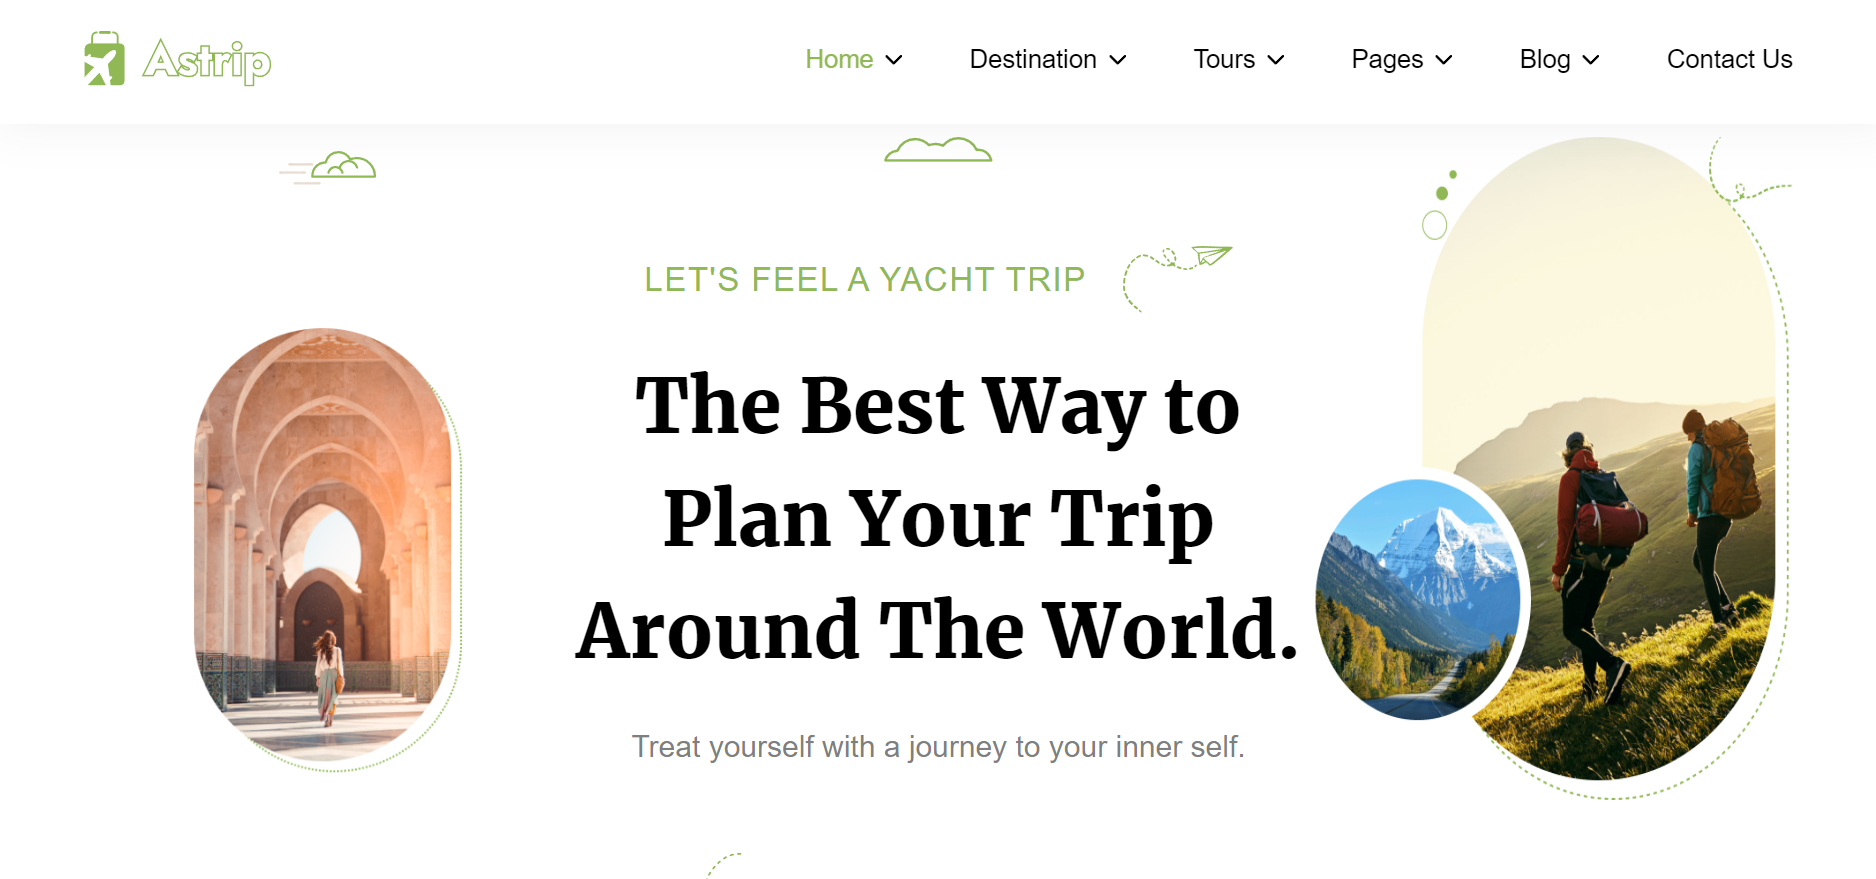 Astrip
Home
Destination
Tours
Pages
Blog
Contact Us
LET'S FEEL A YACHT TRIP
The Best Way to
Plan Your Trip
Around The World.
Treat yourself with a journey to your inner self.